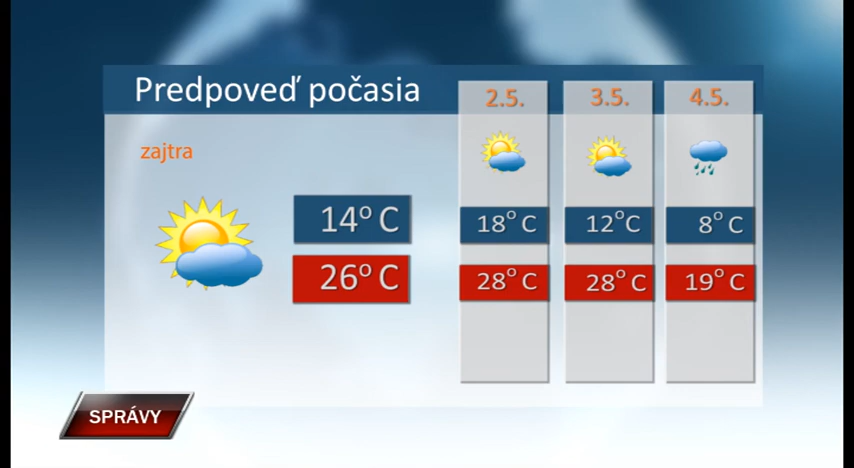 Predpoveď počasia
zajtra
14° C
26° C
2.5. 3.5. 4.5.
18° C 12°C 8° C
28° C 28° C 19° C
SPRÁVY